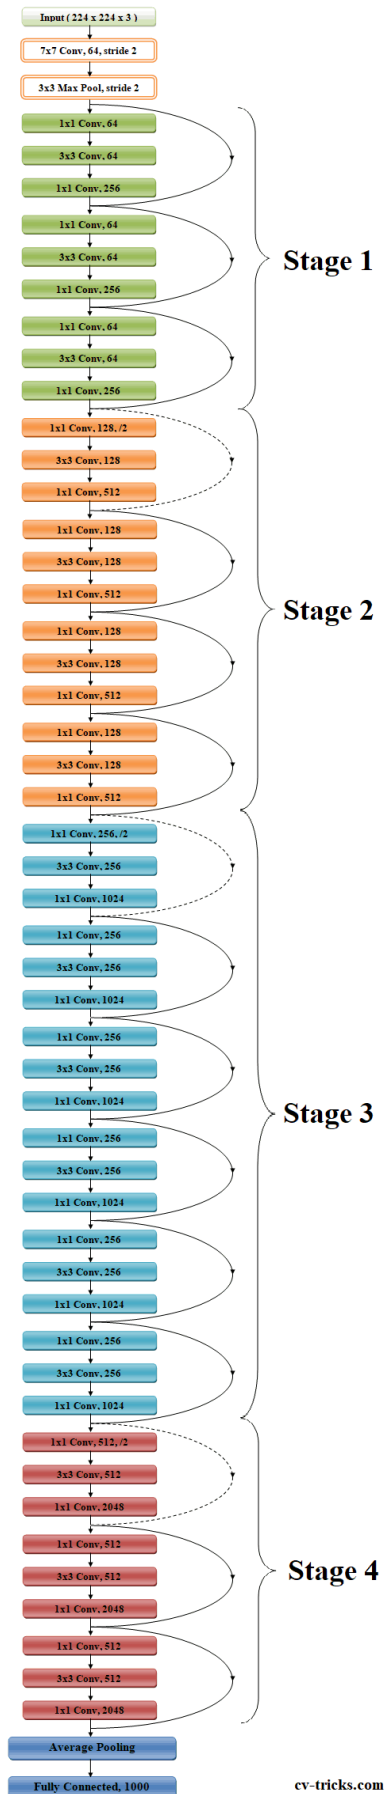 Input (224 x 224 x 3)
7x7 Conv, 64, stride 2
3x3 Max Pool, stride 2
1x1 Conv, 64
3x3 Conv, 64
1x1 Conv, 256
1x1 Conv, 64
3x3 Conv, 64
1x1 Conv, 256
1x1 Conv, 64
3x3 Conv, 64
1x1 Conv, 256
Stage 1
1x1 Conv, 128, /2
3x3 Conv, 128
1x1 Conv, 512
1x1 Conv, 128
3x3 Conv, 128
1x1 Conv, 512
1x1 Conv, 128
3x3 Conv, 128
1x1 Conv, 512
1x1 Conv, 128
3x3 Conv, 128
1x1 Conv, 512
Stage 2
1x1 Conv, 256, /2
3x3 Conv, 256
1x1 Conv, 1024
1x1 Conv, 256
3x3 Conv, 256
1x1 Conv, 1024
1x1 Conv, 256
3x3 Conv, 256
1x1 Conv, 1024
1x1 Conv, 256
3x3 Conv, 256
1x1 Conv, 1024
1x1 Conv, 256
3x3 Conv, 256
1x1 Conv, 1024
1x1 Conv, 256
3x3 Conv, 256
1x1 Conv, 1024
Stage 3
1x1 Conv, 512, /2
3x3 Conv, 512
1x1 Conv, 2048
1x1 Conv, 512
3x3 Conv, 512
1x1 Conv, 2048
1x1 Conv, 512
3x3 Conv, 512
1x1 Conv, 2048
Stage 4
Average Pooling
Fully Connected, 1000
cv-tricks.com